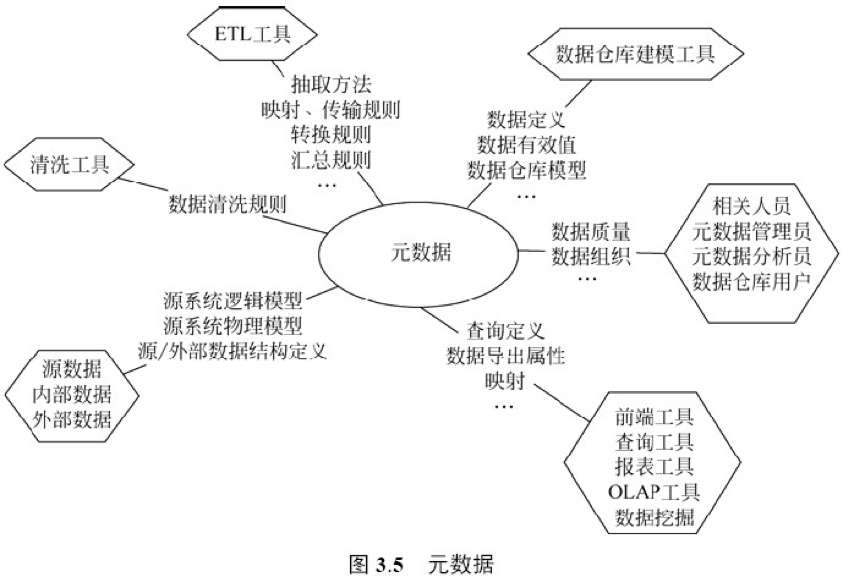 ETL工具
抽取方法
映射、传输规则
转换规则
汇总规则
…
数据仓库建模工具
数据定义
数据有效值
数据仓库模型
…
清洗工具
数据清洗规则
元数据
数据质量
数据组织
…
相关人员
元数据管理员
元数据分析员
数据仓库用户
源系统逻辑模型
源系统物理模型
源/外部数据结构定义
源数据
内部数据
外部数据
查询定义
数据导出属性
映射
…
前端工具
查询工具
报表工具
OLAP工具
数据挖掘
图 3.5 元数据